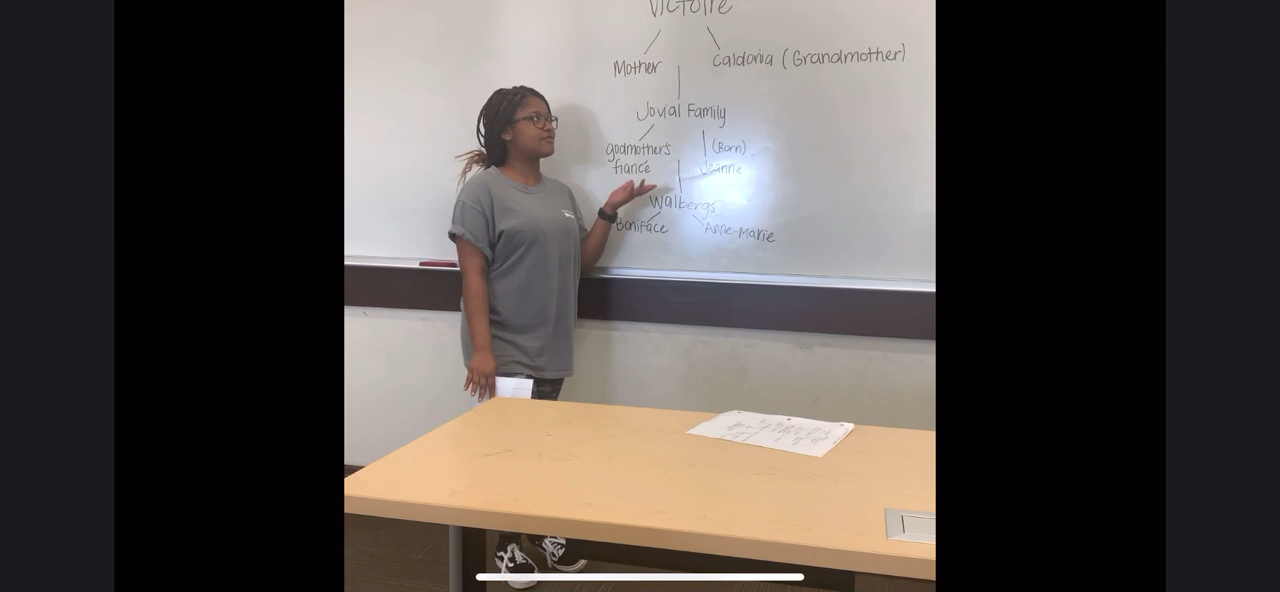 Victoire
Mother
Caldonia (Grandmother)
Jovial Family
godmother's
fiancé
(Born)
Jeanne
Walbergs
Boniface
Anne-Marie